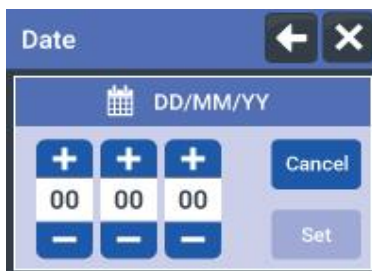 Date
DD/MM/YY
+ + +
00 00 00 Cancel
− − − Set